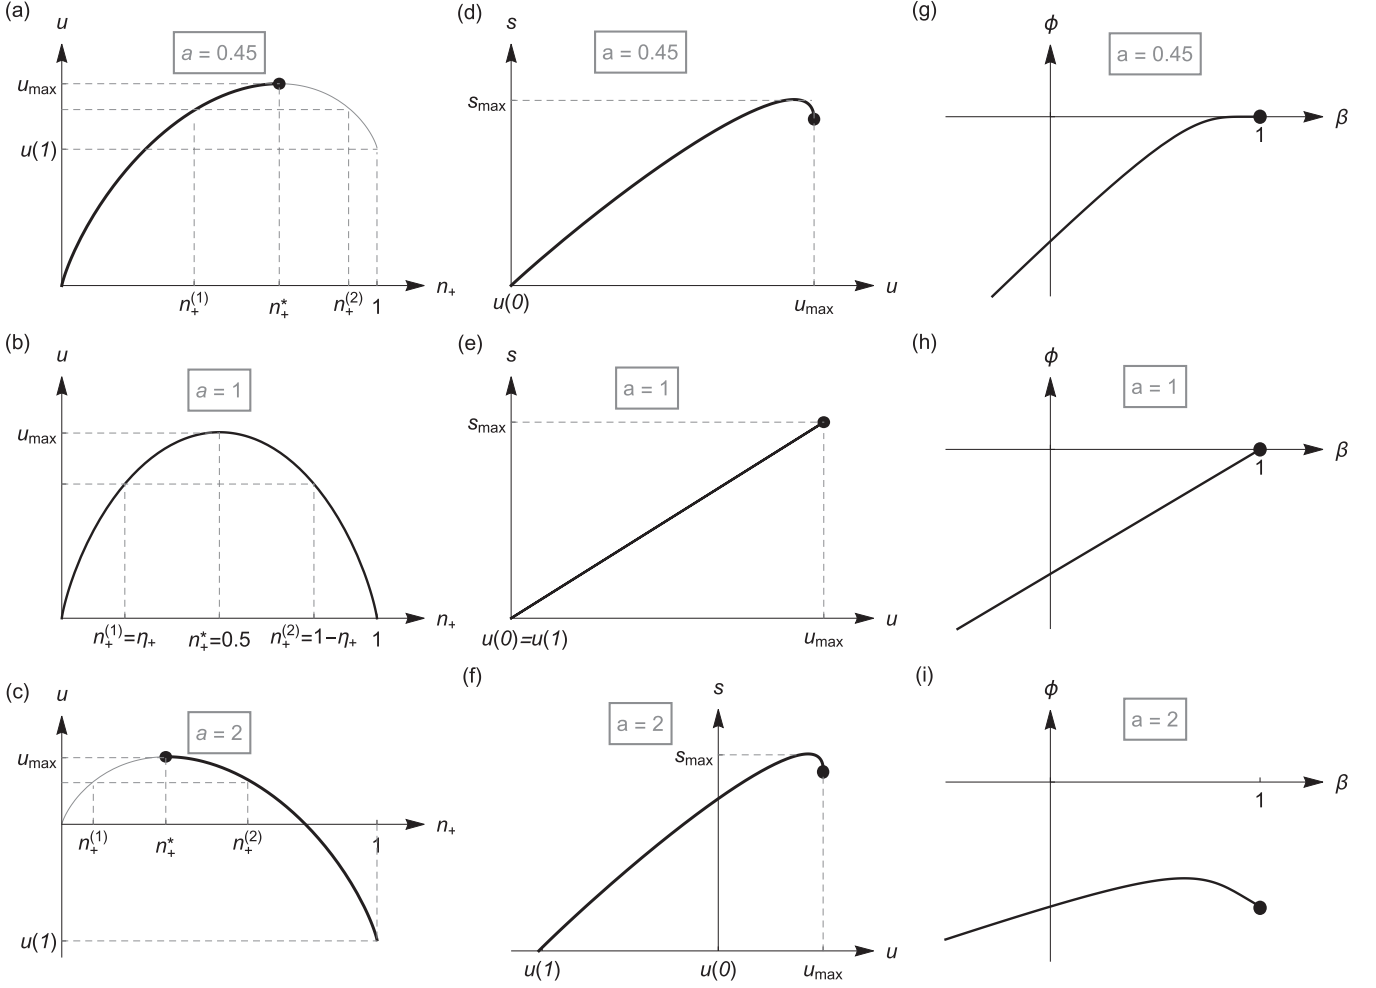 (a)
u
a = 0.45
u_max
u(1)
n_+^(1)
n_+^*
n_+^(2)
1
n_+
(d)
s
a = 0.45
s_max
u(0)
u_max
u
(g)
ϕ
a = 0.45
β
1
(b)
u
a = 1
u_max
n_+^(1)=η_+
n_+^*=0.5
n_+^(2)=1−η_+
1
n_+
(e)
s
a = 1
s_max
u(0)=u(1)
u_max
u
(h)
ϕ
a = 1
β
1
(c)
u
a = 2
u_max
n_+^(1)
n_+^*
n_+^(2)
1
n_+
u(1)
(f)
s
a = 2
s_max
u(1)
u(0)
u_max
u
(i)
ϕ
a = 2
β
1